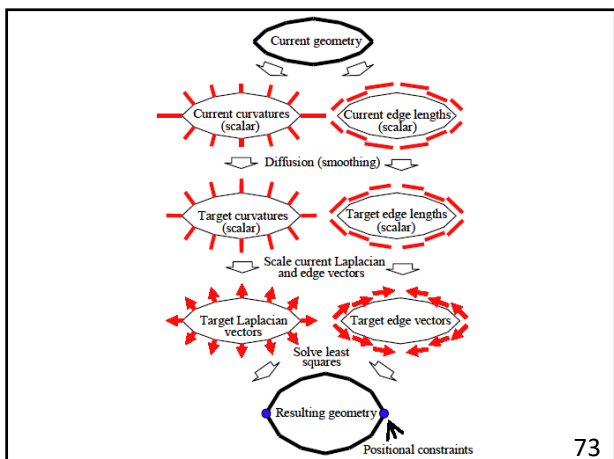 Current geometry
Current curvatures
(scalar)
Current edge lengths
(scalar)
Diffusion (smoothing)
Target curvatures
(scalar)
Target edge lengths
(scalar)
Scale current Laplacian
and edge vectors
Target Laplacian
vectors
Target edge vectors
Solve least
squares
Resulting geometry
Positional constraints
73